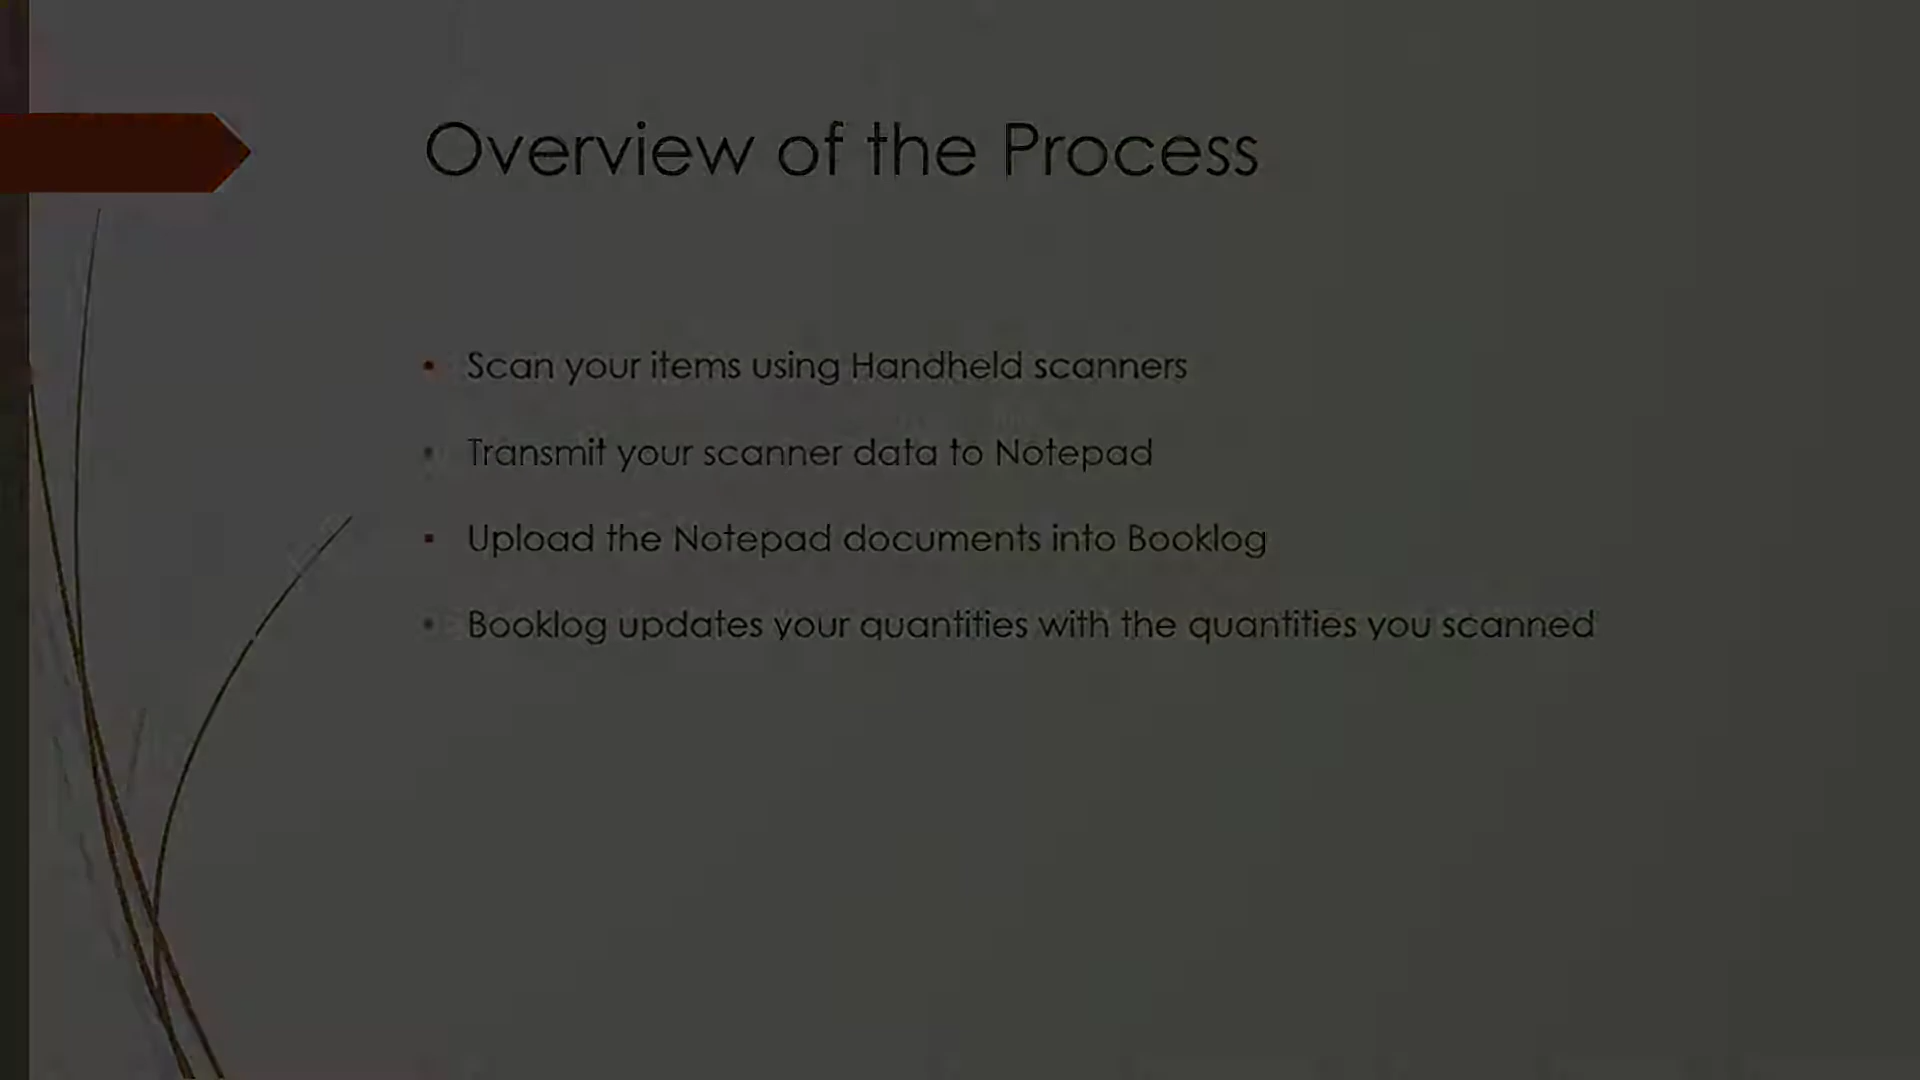 Overview of the Process
Scan your items using Handheld scanners
Transmit your scanner data to Notepad
Upload the Notepad documents into Booklog
Booklog updates your quantities with the quantities you scanned